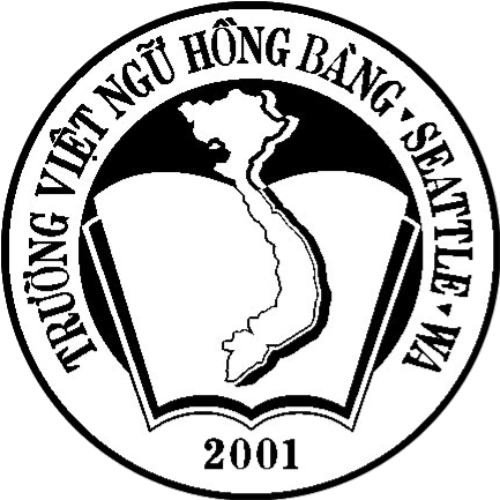 TRƯỜNG VIỆT NGỮ HỒNG BÀNG ▾ SEATTLE ▾ WA
2001